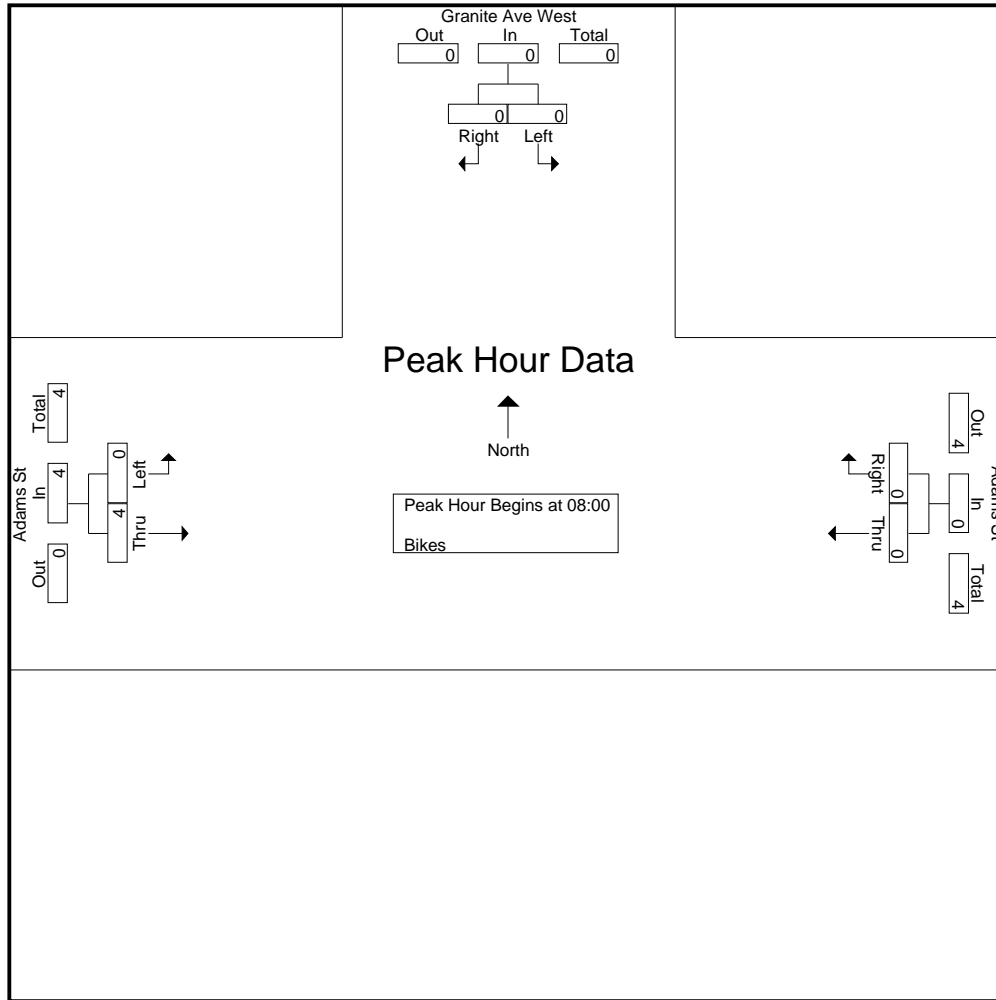 Granite Ave West
Out In Total
0 0 0
0 0
Right Left
Peak Hour Data
North
Peak Hour Begins at 08:00
Bikes
Adams St
Out In Total
0 4 4
Thru Left
4 0
Adams St
Out In Total
4 0 4
Right Thru
0 0